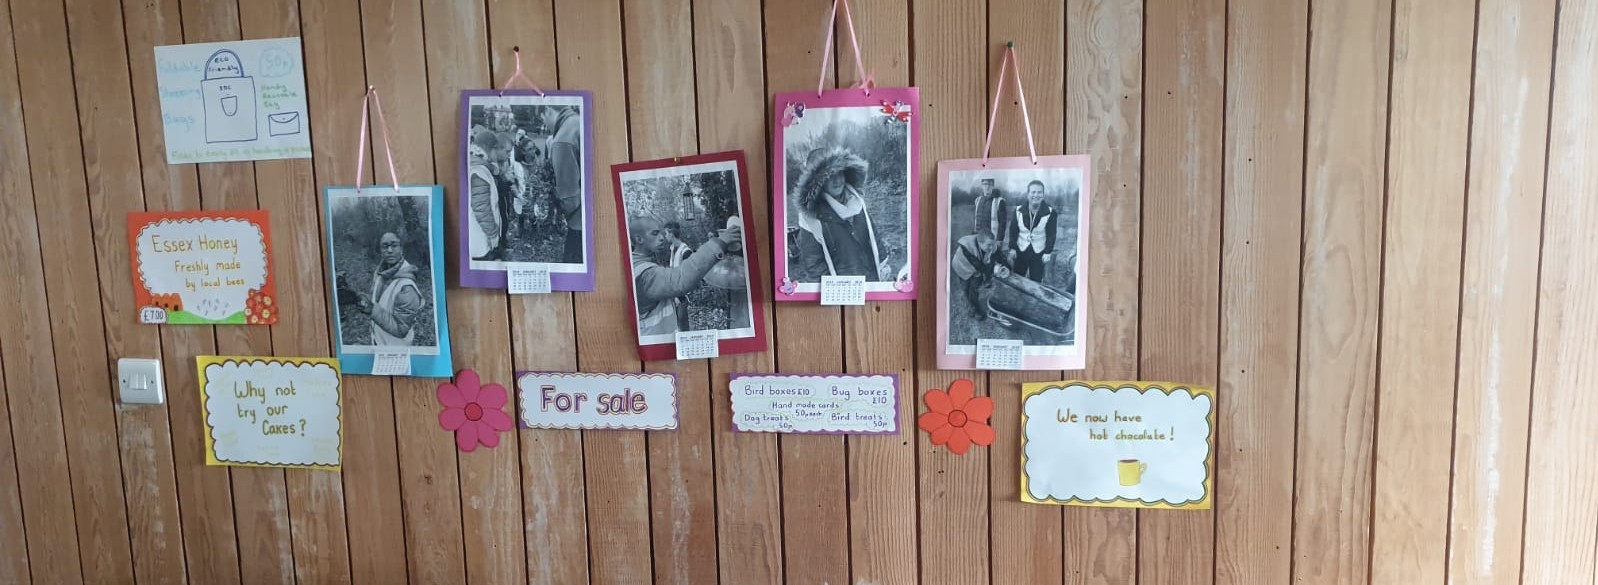 Foldable
Shopping
Bags
eco
friendly
50p
Handy
Reusable
Bag
Essex Honey
Freshly made
by local bees
£7.00
Why not
try our
Cakes?
For sale
Bird boxes £10
Bug boxes
£10
Hand made cards
50p each
Dog treats
50p
Bird treats
50p
We now have
hot chocolate!